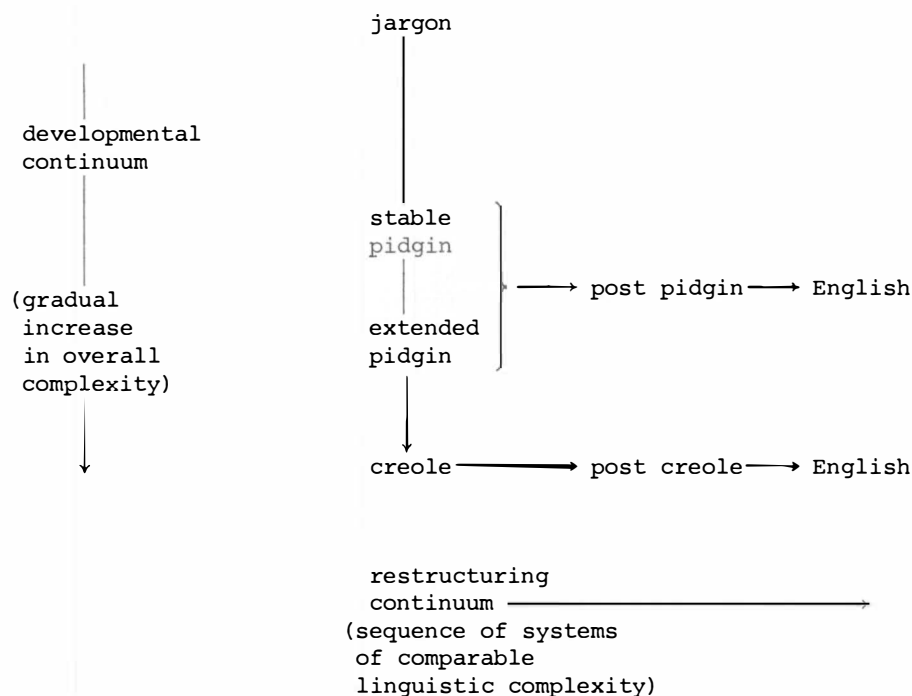 jargon
developmental
continuum
stable
pidgin
(gradual
increase
in overall
complexity)
extended
pidgin
post pidgin
English
creole
post creole
English
restructuring
continuum
(sequence of systems
of comparable
linguistic complexity)